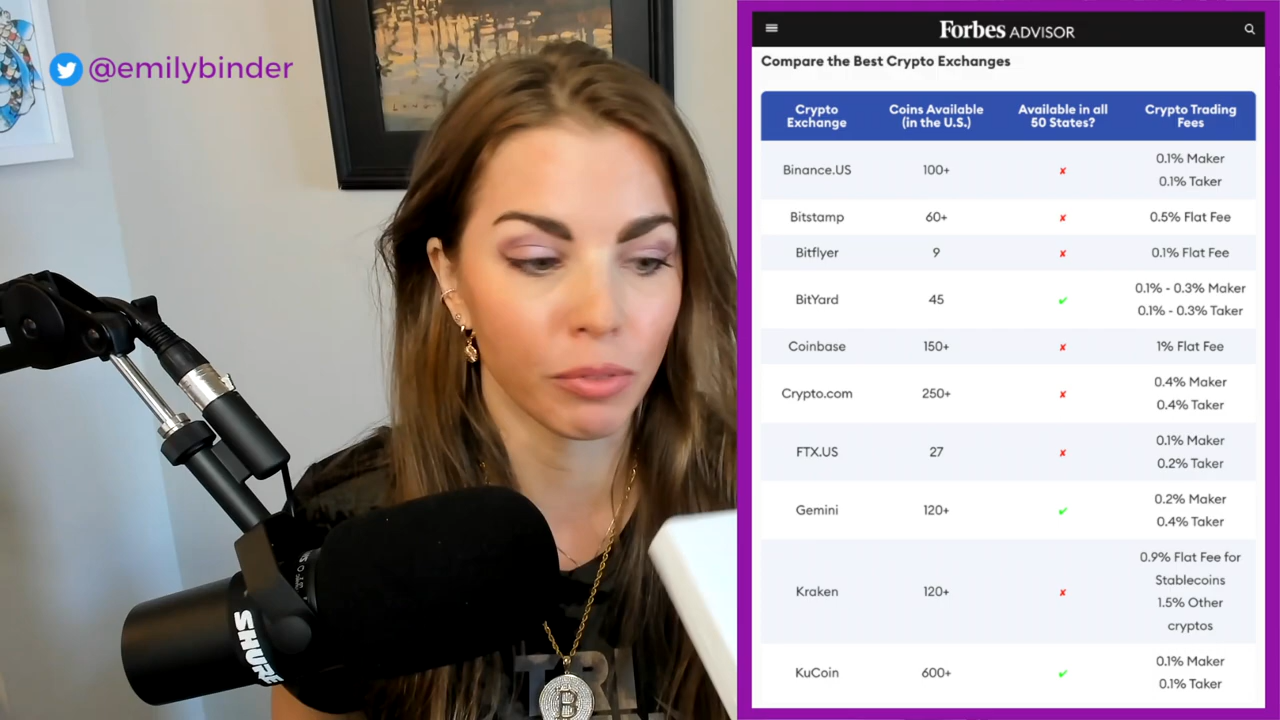 @emilybinder
Forbes ADVISOR
Compare the Best Crypto Exchanges
Crypto Exchange Coins Available (in the U.S.) Available in all 50 States? Crypto Trading Fees
Binance.US 100+ ✘ 0.1% Maker
0.1% Taker
Bitstamp 60+ ✘ 0.5% Flat Fee
Bitflyer 9 ✘ 0.1% Flat Fee
BitYard 45 ✔ 0.1% - 0.3% Maker
0.1% - 0.3% Taker
Coinbase 150+ ✘ 1% Flat Fee
Crypto.com 250+ ✘ 0.4% Maker
0.4% Taker
FTX.US 27 ✘ 0.1% Maker
0.2% Taker
Gemini 120+ ✔ 0.2% Maker
0.4% Taker
Kraken 120+ ✘ 0.9% Flat Fee for
Stablecoins
1.5% Other
cryptos
KuCoin 600+ ✔ 0.1% Maker
0.1% Taker
SHURE